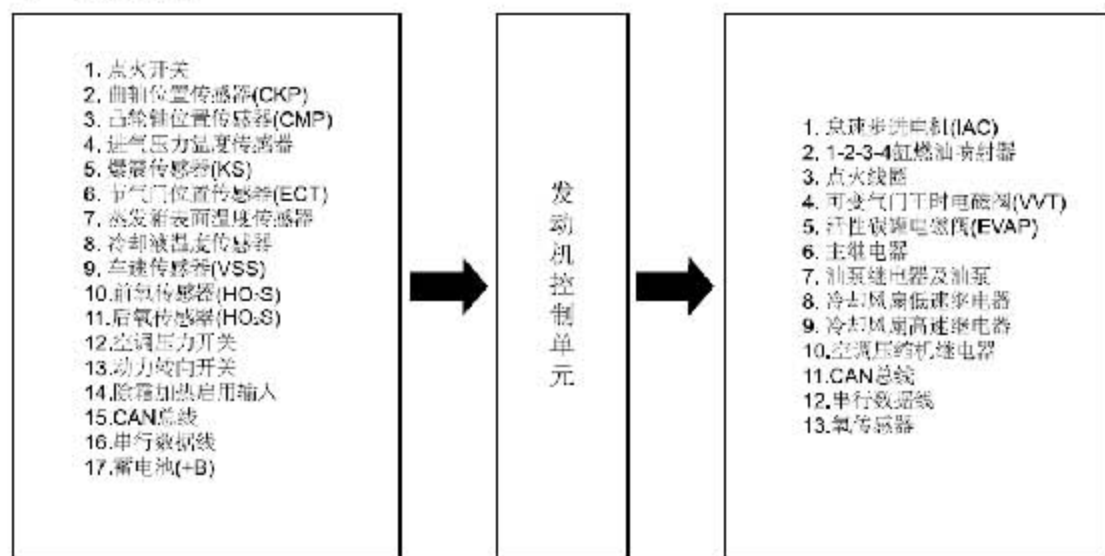 1. 点火开关
2. 曲轴位置传感器(CKP)
3. 凸轮轴位置传感器(CMP)
4. 进气压力温度传感器
5. 爆震传感器(KS)
6. 节气门位置传感器(ECT)
7. 蒸发箱表面温度传感器
8. 冷却液温度传感器
9. 车速传感器(VSS)
10.前氧传感器(HO₂S)
11.后氧传感器(HO₂S)
12.空调压力开关
13.动力转向开关
14.除霜加热启用输入
15.CAN总线
16.串行数据线
17.蓄电池(+B)
发动机控制单元
1. 怠速步进电机(IAC)
2. 1-2-3-4缸燃油喷射器
3. 点火线圈
4. 可变气门正时电磁阀(VVT)
5. 活性碳罐电磁阀(EVAP)
6. 主继电器
7. 油泵继电器及油泵
8. 冷却风扇低速继电器
9. 冷却风扇高速继电器
10.空调压缩机继电器
11.CAN总线
12.串行数据线
13.氧传感器